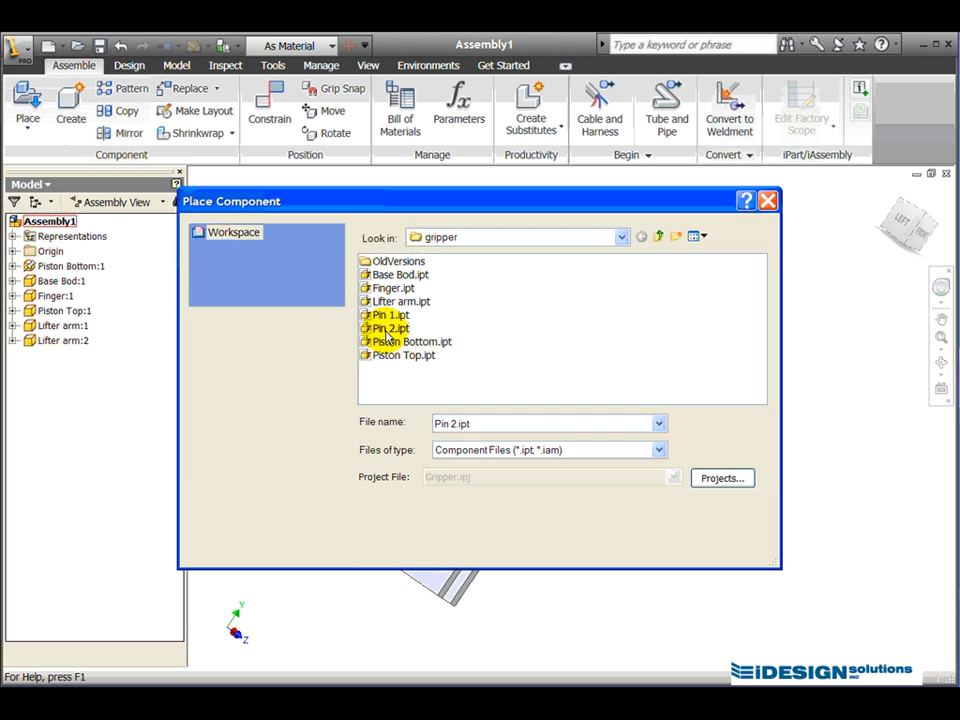 PRO
As Material
Assembly1
Type a keyword or phrase
Assemble Design Model Inspect Tools Manage View Environments Get Started
Place
Create
Pattern
Copy
Mirror
Replace
Make Layout
Shrinkwrap
Component
Constrain
Grip Snap
Move
Rotate
Position
Bill of
Materials
Parameters
Manage
Create
Substitutes
Productivity
Cable and
Harness
Tube and
Pipe
Begin
Convert to
Weldment
Convert
Edit Factory
Scope
iPart/iAssembly
Model
Assembly View
Assembly1
Representations
Origin
Piston Bottom:1
Base Bod:1
Finger:1
Piston Top:1
Lifter arm:1
Lifter arm:2
Place Component
Workspace
Look in: gripper
OldVersions
Base Bod.ipt
Finger.ipt
Lifter arm.ipt
Pin 1.ipt
Pin 2.ipt
Piston Bottom.ipt
Piston Top.ipt
File name: Pin 2.ipt
Files of type: Component Files (*.ipt; *.iam)
Project File: Gripper.ipj
Projects...
LEFT
Y
Z
For Help, press F1
iDESIGN solutions
INC